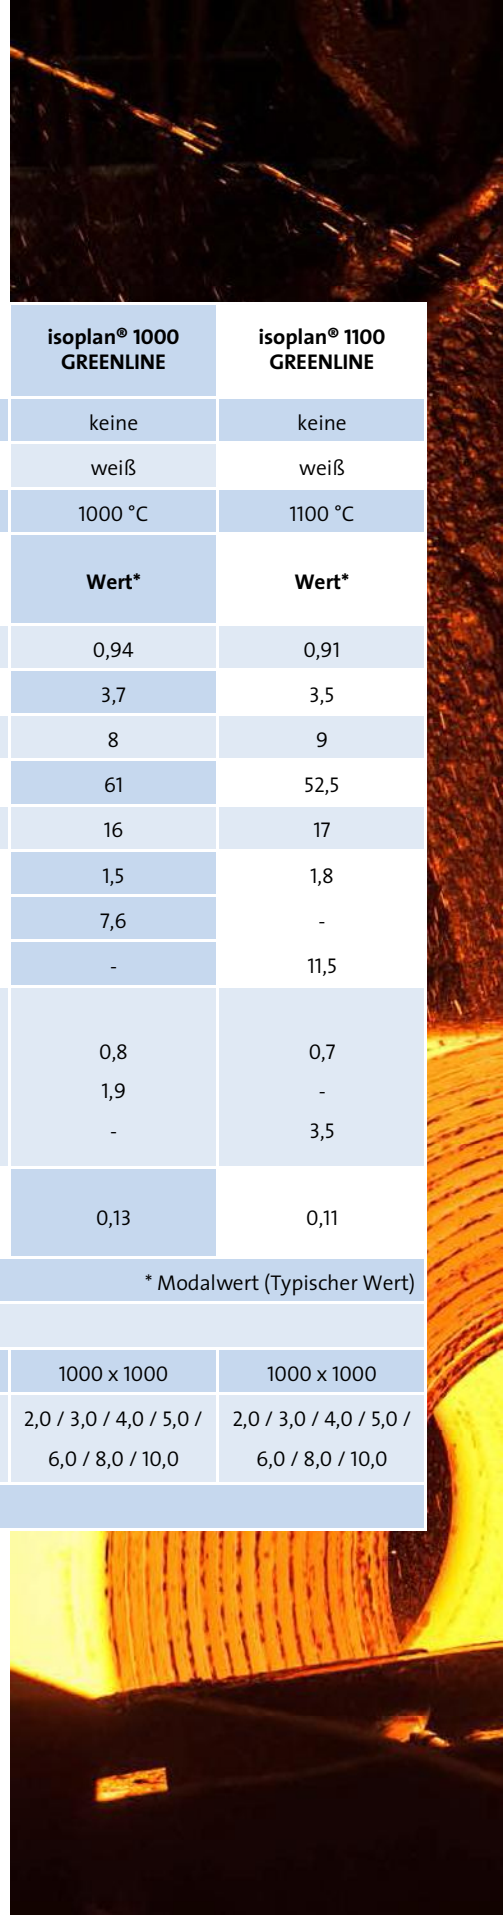 isoplan® 1000 isoplan® 1100
GREENLINE GREENLINE
keine keine
weiß weiß
1000 °C 1100 °C
Wert* Wert*
0,94 0,91
3,7 3,5
8 9
61 52,5
16 17
1,5 1,8
7,6 -
- 11,5
0,8 0,7
1,9 -
- 3,5
0,13 0,11
* Modalwert (Typischer Wert)
1000 x 1000 1000 x 1000
2,0 / 3,0 / 4,0 / 5,0 / 2,0 / 3,0 / 4,0 / 5,0 /
6,0 / 8,0 / 10,0 6,0 / 8,0 / 10,0